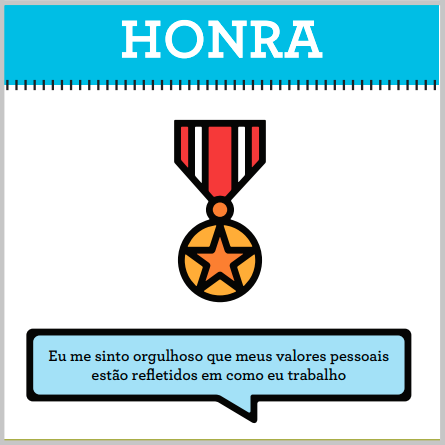 HONRA
Eu me sinto orgulhoso que meus valores pessoais
estão refletidos em como eu trabalho